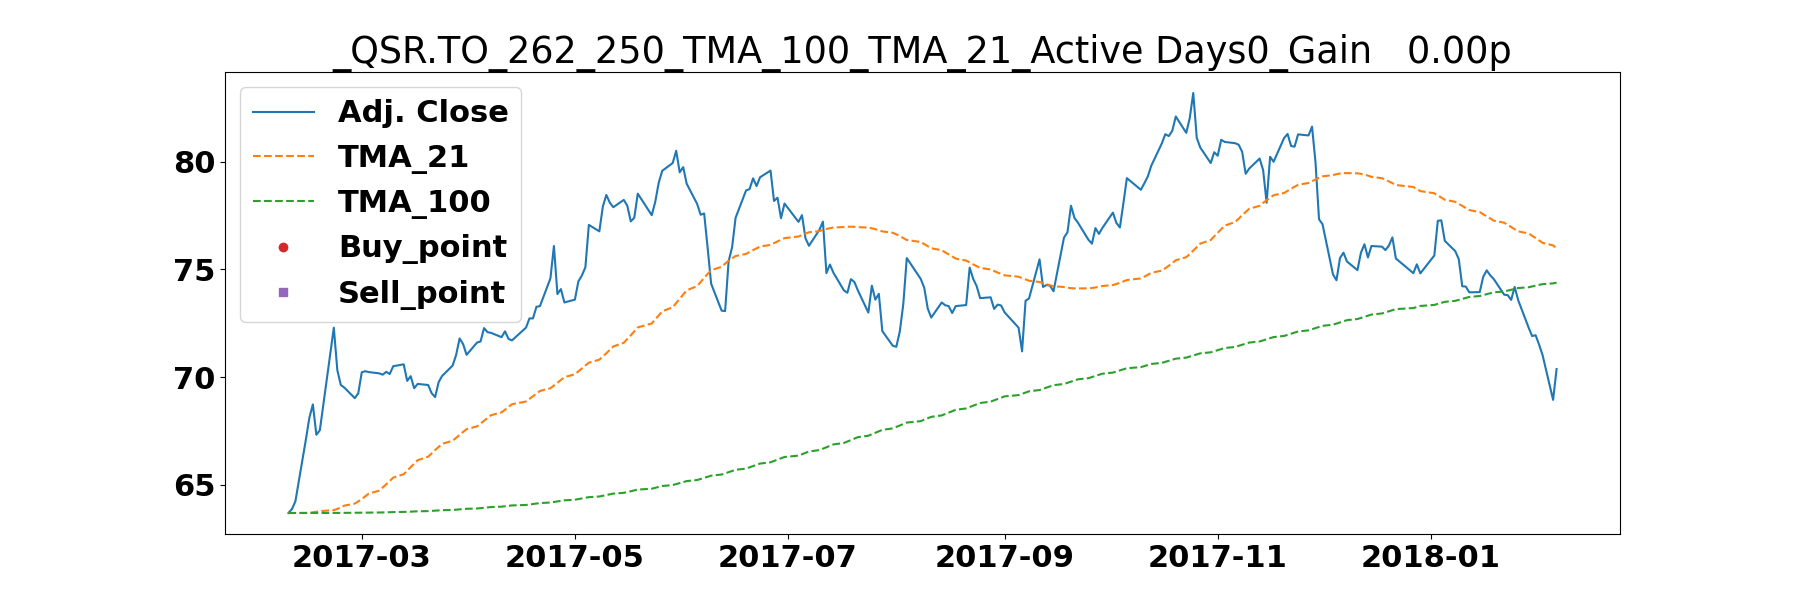 _QSR.TO_262_250_TMA_100_TMA_21_Active Days0_Gain   0.00p
Adj. Close
TMA_21
TMA_100
Buy_point
Sell_point
80
75
70
65
2017-03 2017-05 2017-07 2017-09 2017-11 2018-01